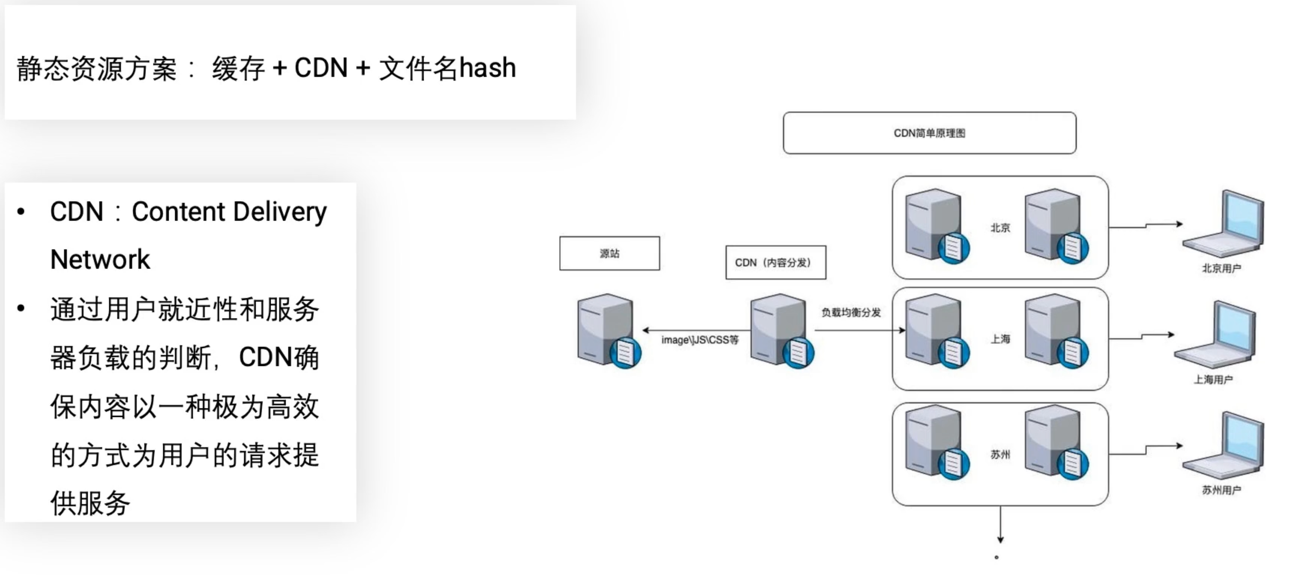 静态资源方案： 缓存 + CDN + 文件名hash
• CDN：Content Delivery
Network
• 通过用户就近性和服务
器负载的判断，CDN确
保内容以一种极为高效
的方式为用户的请求提
供服务
CDN简单原理图
源站
CDN（内容分发）
image\JS\CSS等
负载均衡分发
北京
北京用户
上海
上海用户
苏州
苏州用户